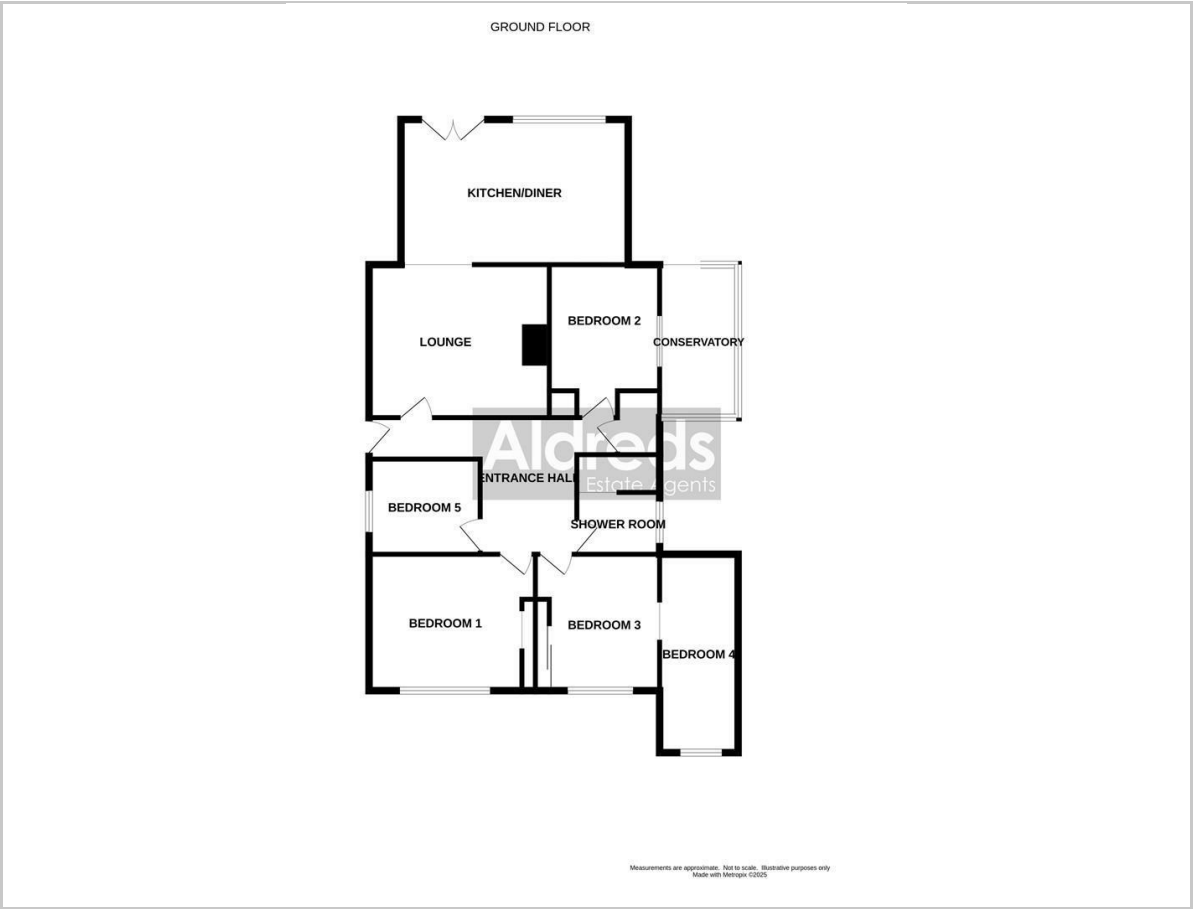 GROUND FLOOR
KITCHEN/DINER
BEDROOM 2
LOUNGE
CONSERVATORY
Aldreds
Estate Agents
ENTRANCE HALL
BEDROOM 5
SHOWER ROOM
BEDROOM 1
BEDROOM 3
BEDROOM 4
Measurements are approximate. Not to scale. Illustrative purposes only
Made with Metropix ©2025